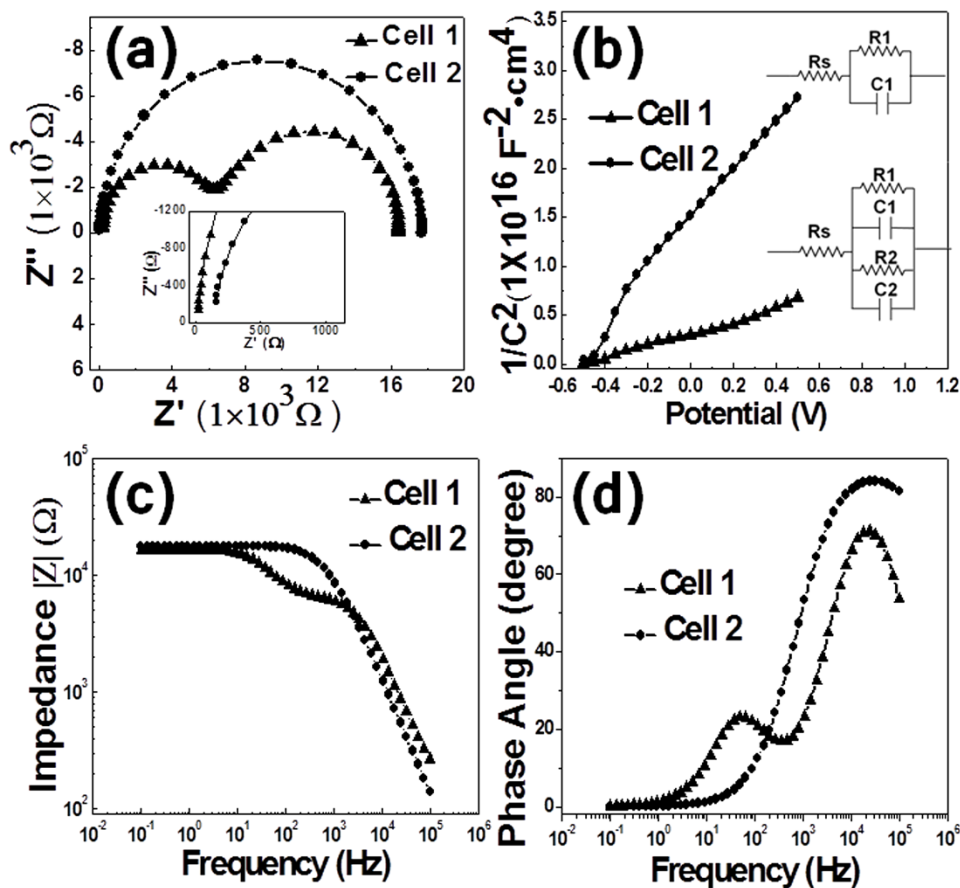 (a)
Cell 1
Cell 2
-8
-6
-4
-2
0
2
4
6
Z'' (1×10³Ω)
-1200
-800
-400
0
Z'' (Ω)
0 500 1000
Z' (Ω)
0 4 8 12 16 20
Z' (1×10³Ω)
(b)
Cell 1
Cell 2
3.5
3.0
2.5
2.0
1.5
1.0
0.5
0.0
1/C²(1X10¹⁶ F⁻²·cm⁴)
R1
Rs
C1
R1
C1
Rs
R2
C2
-0.6 -0.4 -0.2 0.0 0.2 0.4 0.6 0.8 1.0 1.2
Potential (V)
(c)
Cell 1
Cell 2
10⁵
10⁴
10³
10²
Impedance |Z| (Ω)
10⁻² 10⁻¹ 10⁰ 10¹ 10² 10³ 10⁴ 10⁵ 10⁶
Frequency (Hz)
(d)
Cell 1
Cell 2
80
60
40
20
0
Phase Angle (degree)
10⁻² 10⁻¹ 10⁰ 10¹ 10² 10³ 10⁴ 10⁵ 10⁶
Frequency (Hz)